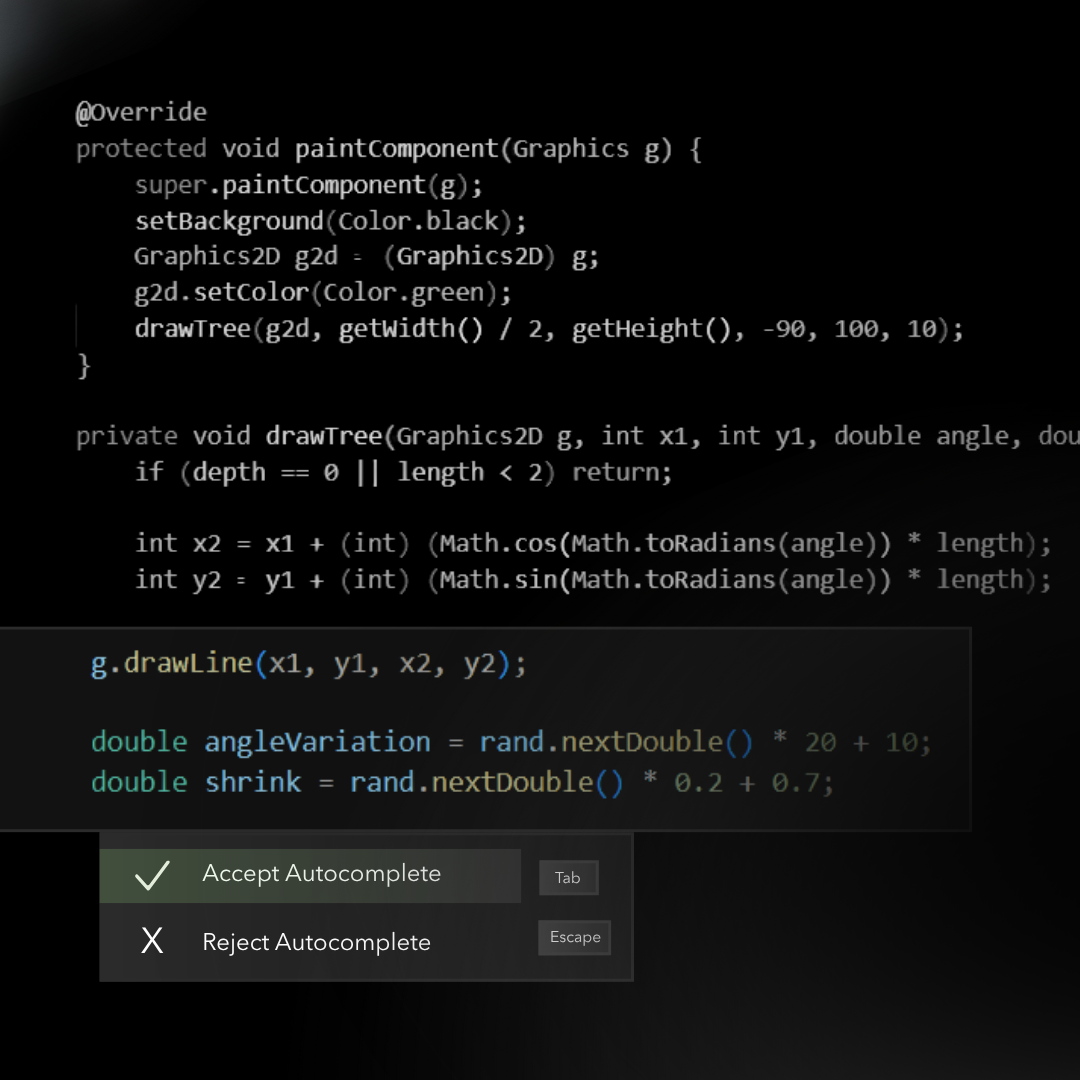 @Override
protected void paintComponent(Graphics g) {
super.paintComponent(g);
setBackground(Color.black);
Graphics2D g2d = (Graphics2D) g;
g2d.setColor(Color.green);
drawTree(g2d, getWidth() / 2, getHeight(), -90, 100, 10);
}
private void drawTree(Graphics2D g, int x1, int y1, double angle, dou
if (depth == 0 || length < 2) return;
int x2 = x1 + (int) (Math.cos(Math.toRadians(angle)) * length);
int y2 = y1 + (int) (Math.sin(Math.toRadians(angle)) * length);
g.drawLine(x1, y1, x2, y2);
double angleVariation = rand.nextDouble() * 20 + 10;
double shrink = rand.nextDouble() * 0.2 + 0.7;
Accept Autocomplete Tab
X Reject Autocomplete Escape